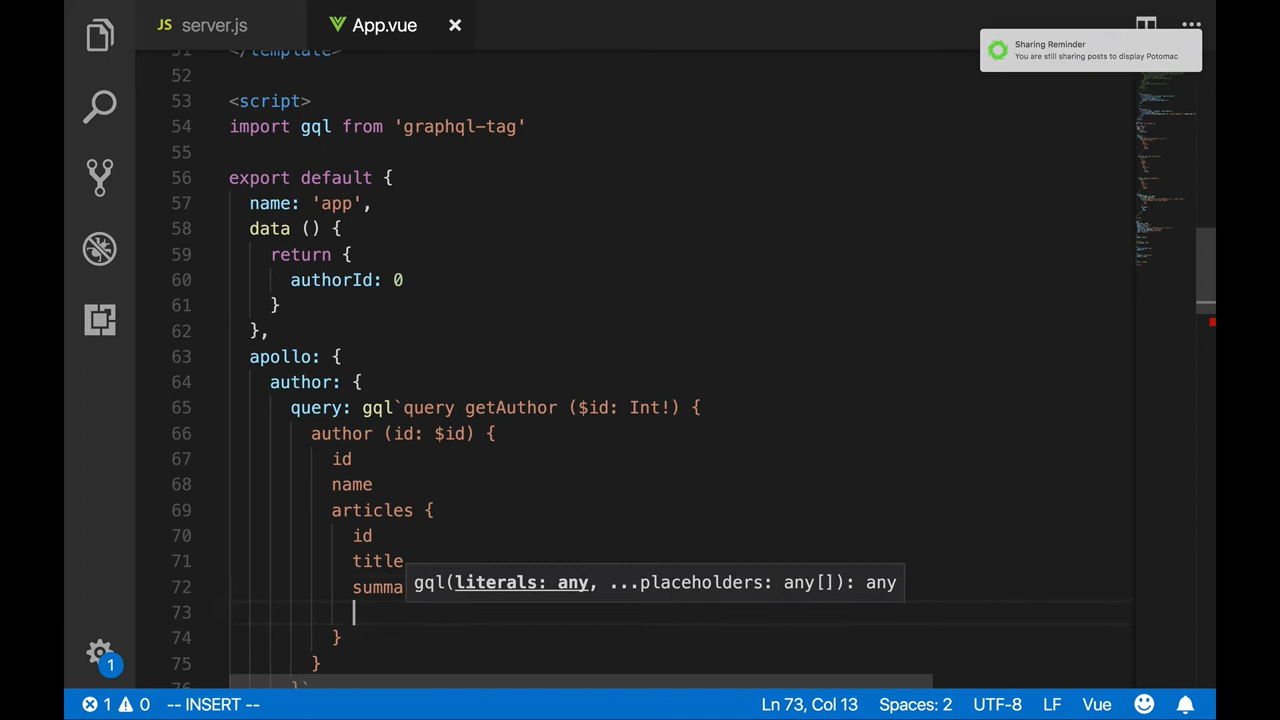 JS server.js App.vue
Sharing Reminder
You are still sharing posts to display Potomac
51 </template>
52
53 <script>
54 import gql from 'graphql-tag'
55
56 export default {
57 name: 'app',
58 data () {
59 return {
60 authorId: 0
61 }
62 },
63 apollo: {
64 author: {
65 query: gql`query getAuthor ($id: Int!) {
66 author (id: $id) {
67 id
68 name
69 articles {
70 id
71 title
72 summa
gql(literals: any, ...placeholders: any[]): any
73
74 }
75 }
76 }`
1
1 0 -- INSERT -- Ln 73, Col 13 Spaces: 2 UTF-8 LF Vue